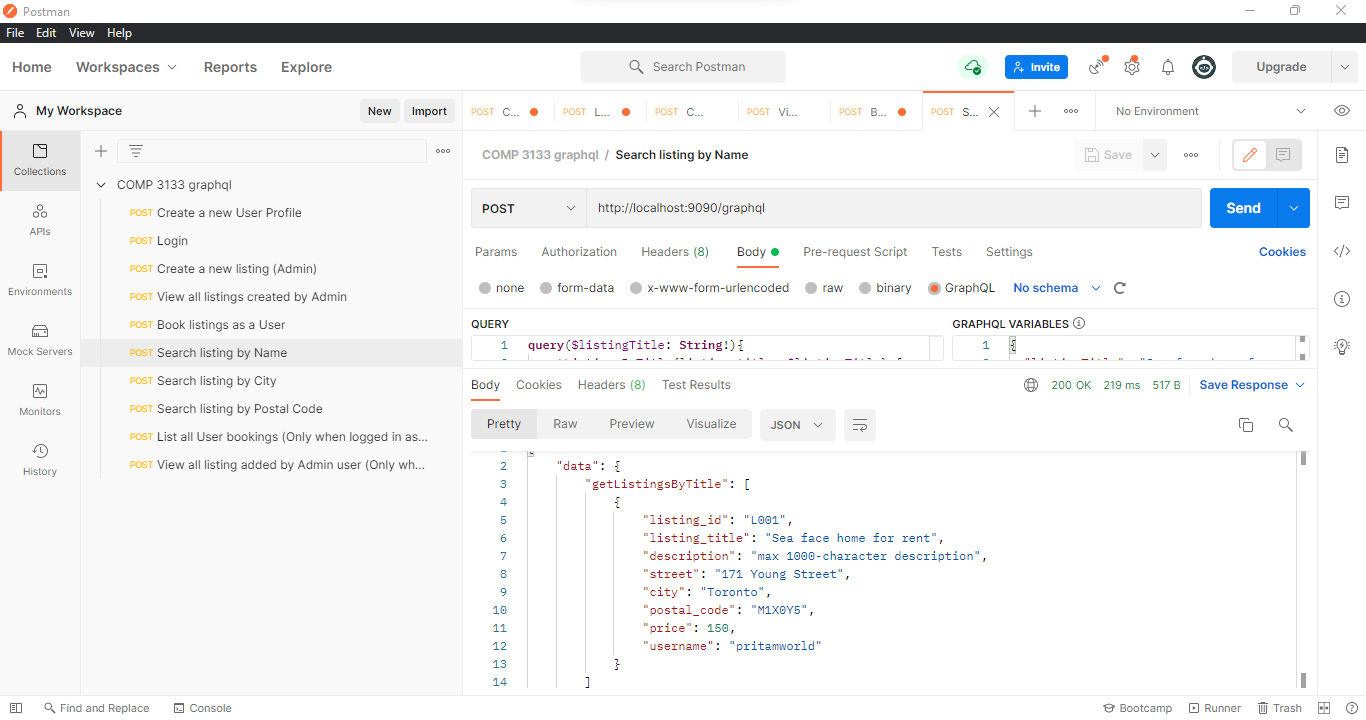 Postman
File Edit View Help
Home Workspaces Reports Explore Search Postman Invite Upgrade
My Workspace New Import
POST C... POST L... POST C... POST Vi... POST B... POST S... No Environment
Collections
APIs
Environments
Mock Servers
Monitors
History
COMP 3133 graphql
POST Create a new User Profile
POST Login
POST Create a new listing (Admin)
POST View all listings created by Admin
POST Book listings as a User
POST Search listing by Name
POST Search listing by City
POST Search listing by Postal Code
POST List all User bookings (Only when logged in as...
POST View all listing added by Admin user (Only wh...
COMP 3133 graphql / Search listing by Name Save
POST http://localhost:9090/graphql Send
Params Authorization Headers (8) Body Pre-request Script Tests Settings Cookies
none form-data x-www-form-urlencoded raw binary GraphQL No schema
QUERY GRAPHQL VARIABLES
1 query($listingTitle: String!){
1 {
Body Cookies Headers (8) Test Results 200 OK 219 ms 517 B Save Response
Pretty Raw Preview Visualize JSON
2 "data": {
3 "getListingsByTitle": [
4 {
5 "listing_id": "L001",
6 "listing_title": "Sea face home for rent",
7 "description": "max 1000-character description",
8 "street": "171 Young Street",
9 "city": "Toronto",
10 "postal_code": "M1X0Y5",
11 "price": 150,
12 "username": "pritamworld"
13 }
14 ]
Find and Replace Console Bootcamp Runner Trash